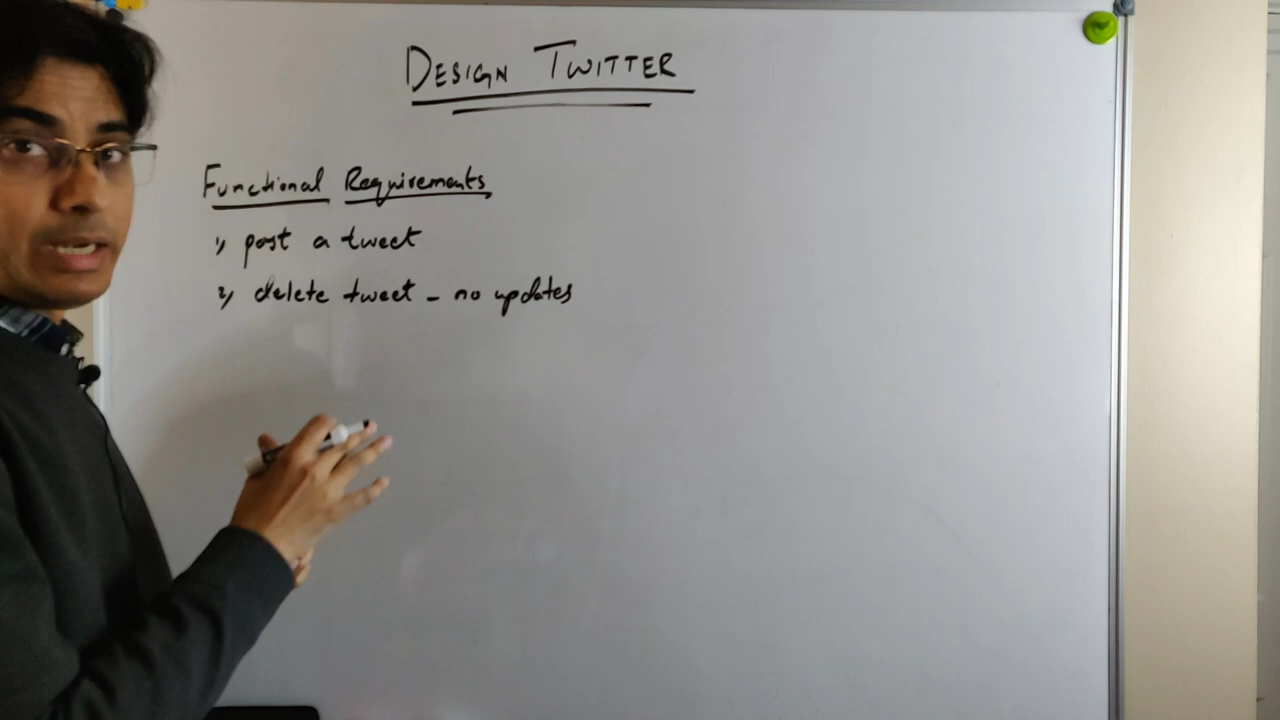 DESIGN TWITTER
Functional Requirements
1) post a tweet
2) delete tweet - no updates